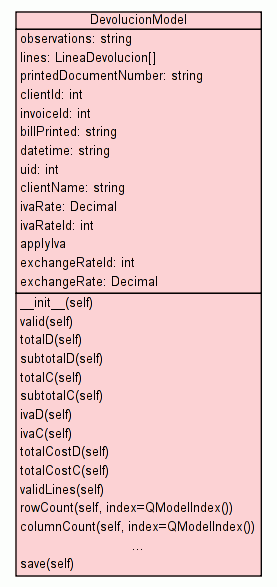 DevolucionModel
observations: string
lines: LineaDevolucion[]
printedDocumentNumber: string
clientId: int
invoiceId: int
billPrinted: string
datetime: string
uid: int
clientName: string
ivaRate: Decimal
ivaRateId: int
applyIva
exchangeRateId: int
exchangeRate: Decimal
__init__(self)
valid(self)
totalD(self)
subtotalD(self)
totalC(self)
subtotalC(self)
ivaD(self)
ivaC(self)
totalCostD(self)
totalCostC(self)
validLines(self)
rowCount(self, index=QModelIndex())
columnCount(self, index=QModelIndex())
...
save(self)